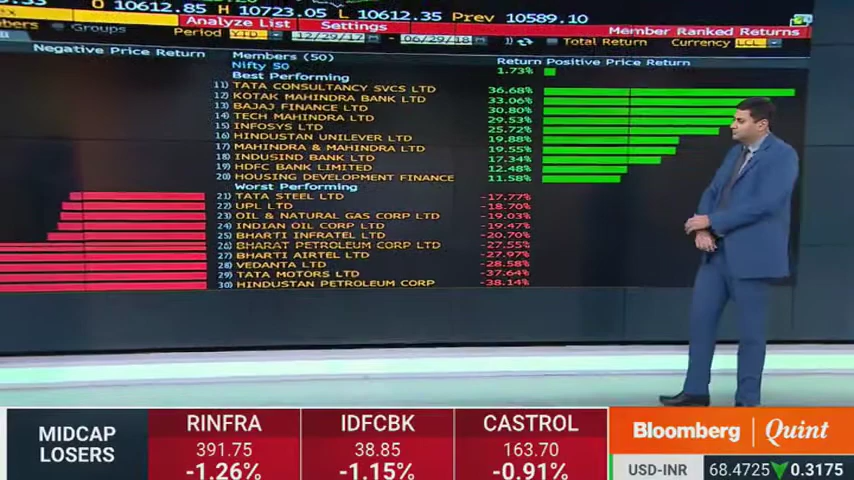 O 10612.85 H 10723.05 L 10612.35 Prev 10589.10
Analyze List Settings Member Ranked Returns
Groups Period YTD 12/29/17 06/29/18 Total Return Currency LCL
Negative Price Return Members (50) Return Positive Price Return
Nifty 50 1.73%
Best Performing
11) TATA CONSULTANCY SVCS LTD 36.68%
12) KOTAK MAHINDRA BANK LTD 33.06%
13) BAJAJ FINANCE LTD 30.80%
14) TECH MAHINDRA LTD 29.53%
15) INFOSYS LTD 25.72%
16) HINDUSTAN UNILEVER LTD 19.88%
17) MAHINDRA & MAHINDRA LTD 19.55%
18) INDUSIND BANK LTD 17.34%
19) HDFC BANK LIMITED 12.48%
20) HOUSING DEVELOPMENT FINANCE 11.58%
Worst Performing
21) TATA STEEL LTD -17.77%
22) UPL LTD -18.70%
23) OIL & NATURAL GAS CORP LTD -19.03%
24) INDIAN OIL CORP LTD -19.47%
25) BHARTI INFRATEL LTD -20.70%
26) BHARAT PETROLEUM CORP LTD -27.55%
27) BHARTI AIRTEL LTD -27.97%
28) VEDANTA LTD -28.58%
29) TATA MOTORS LTD -37.64%
30) HINDUSTAN PETROLEUM CORP -38.14%
MIDCAP LOSERS
RINFRA
391.75
-1.26%
IDFCBK
38.85
-1.15%
CASTROL
163.70
-0.91%
Bloomberg | Quint
USD-INR 68.4725 0.3175